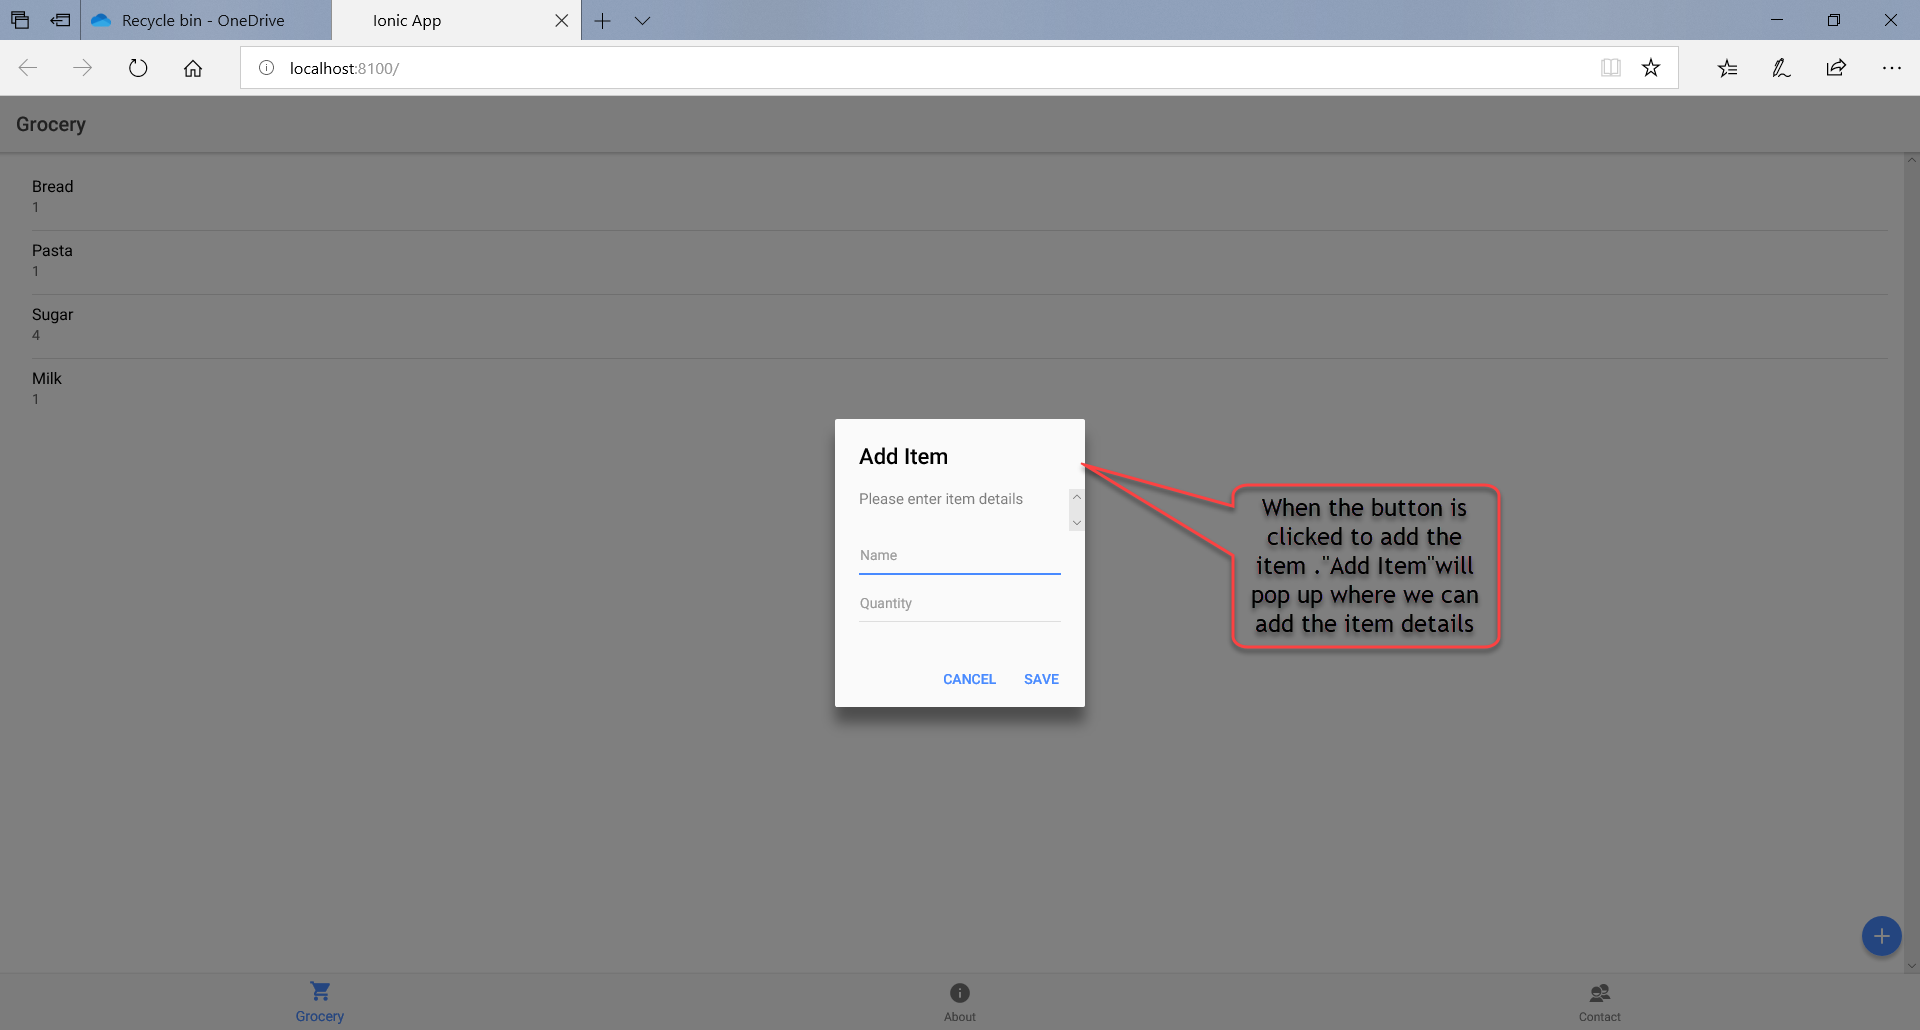 Recycle bin - OneDrive
Ionic App
localhost:8100/
Grocery
Bread
1
Pasta
1
Sugar
4
Milk
1
Add Item
Please enter item details
Name
Quantity
CANCEL
SAVE
When the button is
clicked to add the
item ."Add Item"will
pop up where we can
add the item details
Grocery
About
Contact